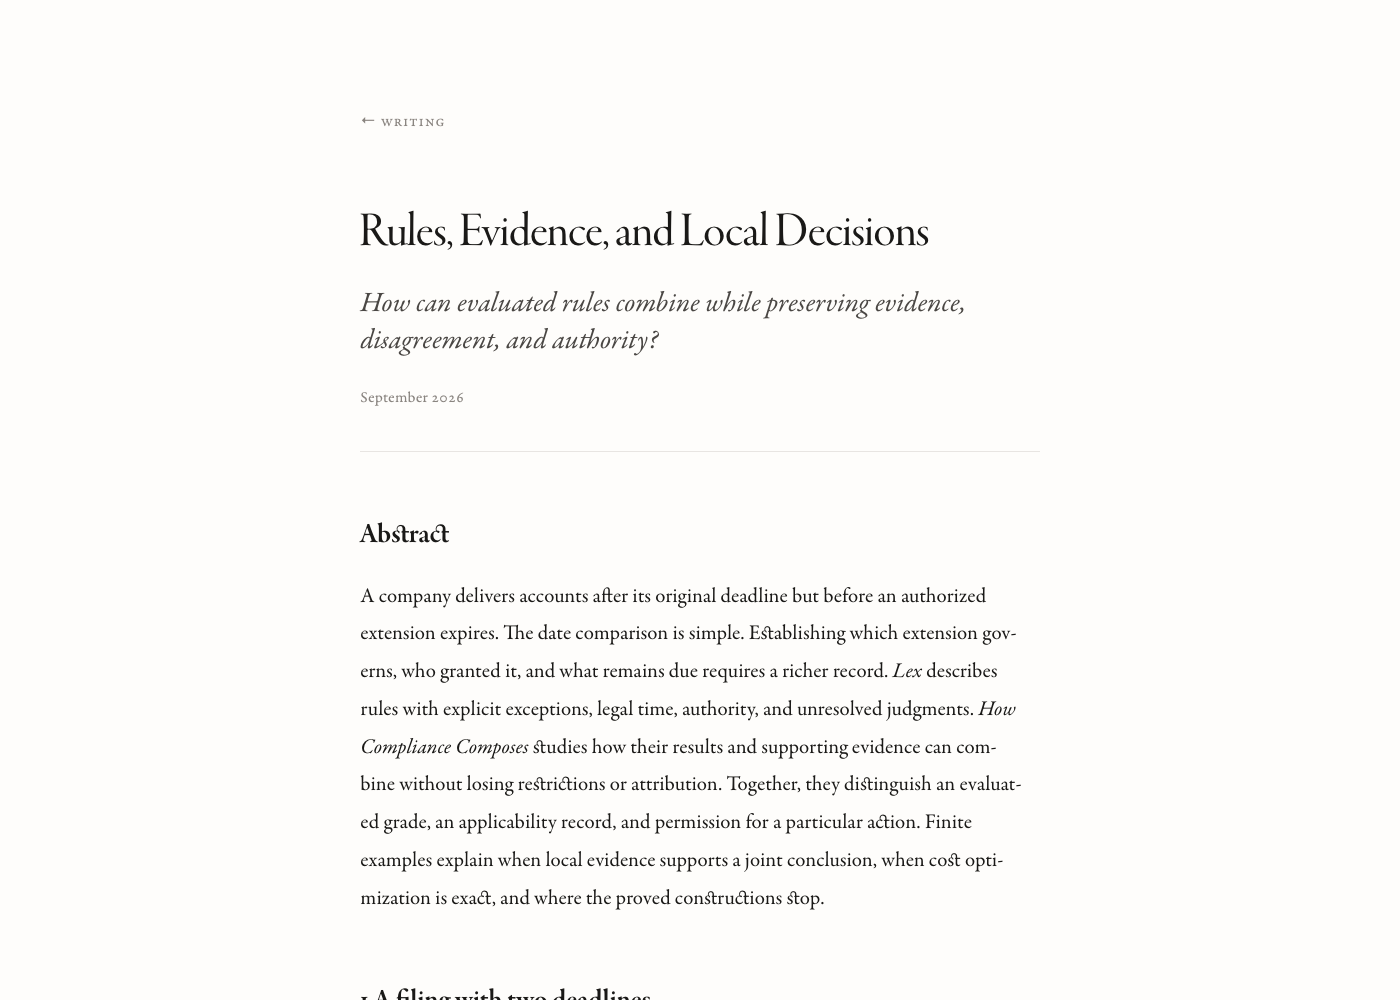 ← WRITING
Rules, Evidence, and Local Decisions
How can evaluated rules combine while preserving evidence,
disagreement, and authority?
September 2026
Abstract
A company delivers accounts after its original deadline but before an authorized
extension expires. The date comparison is simple. Establishing which extension gov-
erns, who granted it, and what remains due requires a richer record. Lex describes
rules with explicit exceptions, legal time, authority, and unresolved judgments. How
Compliance Composes studies how their results and supporting evidence can com-
bine without losing restrictions or attribution. Together, they distinguish an evaluat-
ed grade, an applicability record, and permission for a particular action. Finite
examples explain when local evidence supports a joint conclusion, when cost opti-
mization is exact, and where the proved constructions stop.
1 A filing with two deadlines